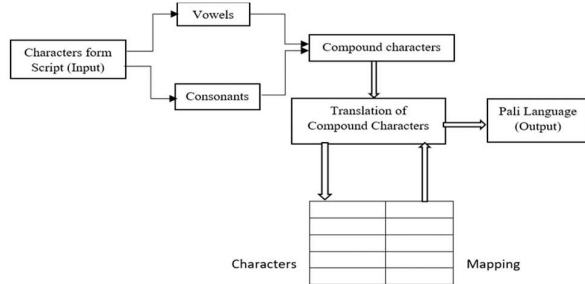 Vowels
Characters form
Script (Input)
Consonants
Compound characters
Translation of
Compound Characters
Pali Language
(Output)
Characters
Mapping